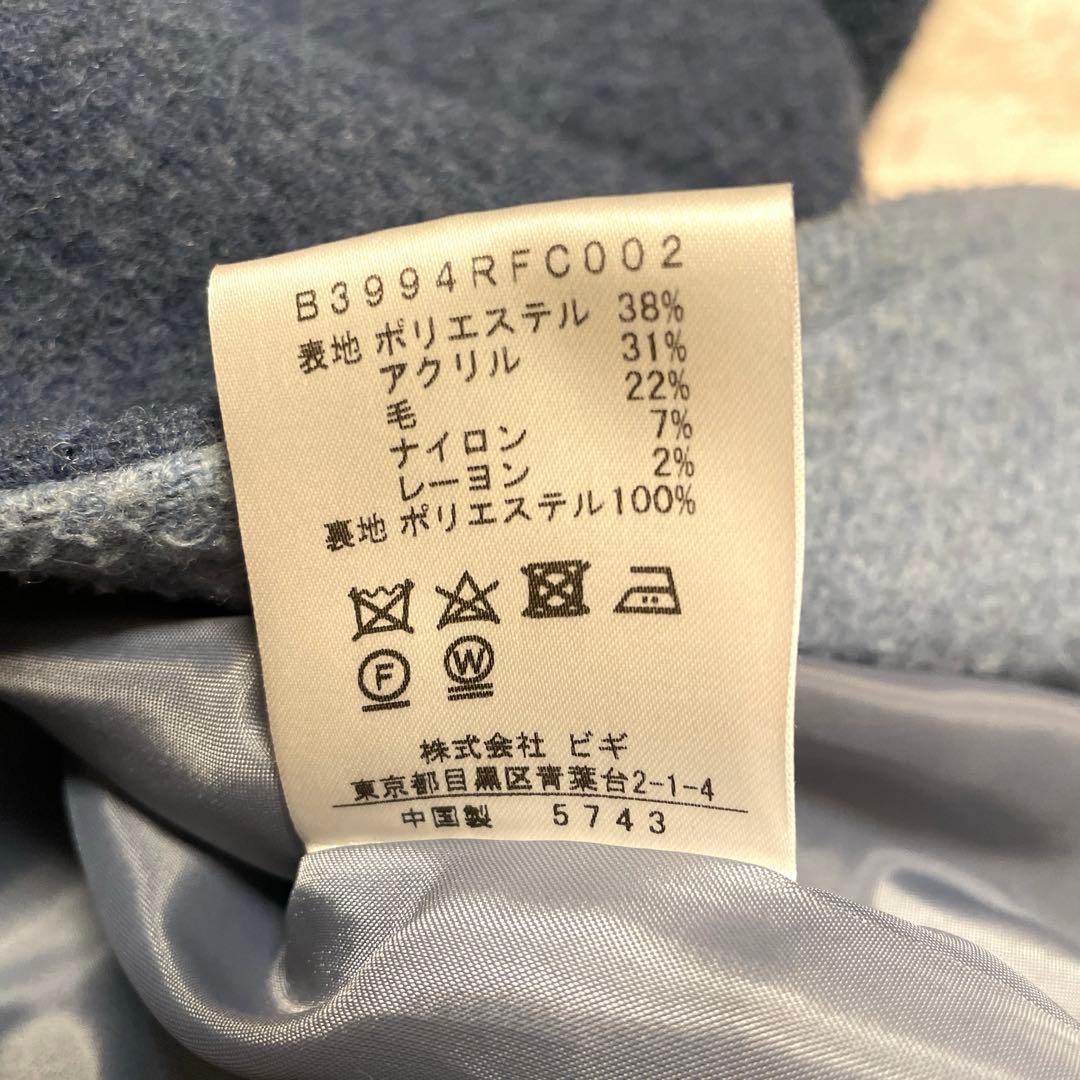 B3994RFC002
表地 ポリエステル 38%
アクリル 31%
毛 22%
ナイロン 7%
レーヨン 2%
裏地 ポリエステル100%
F W
株式会社 ビギ
東京都目黒区青葉台2-1-4
中国製 5743